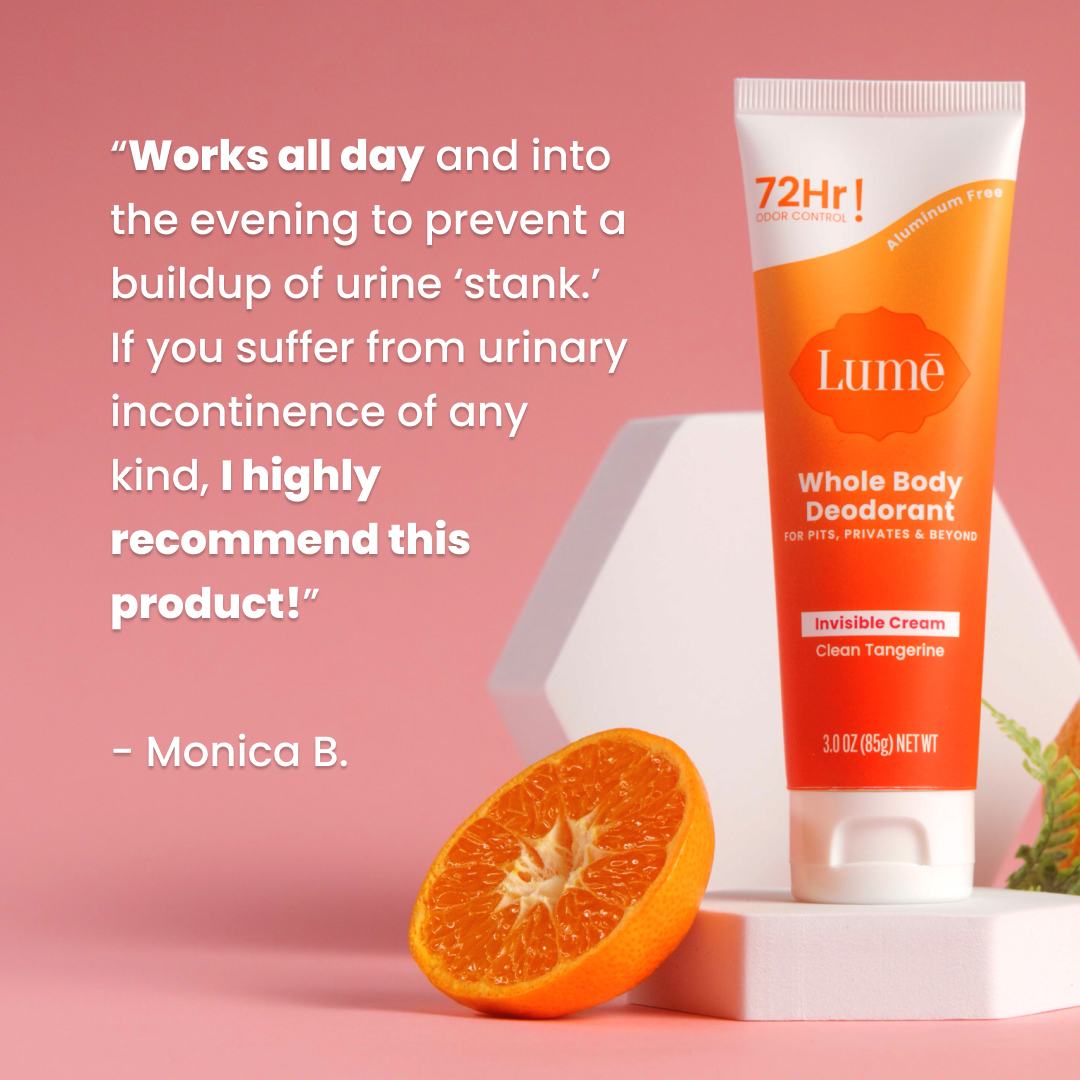 “Works all day and into
the evening to prevent a
buildup of urine ‘stank.’
If you suffer from urinary
incontinence of any
kind, I highly
recommend this
product!”
- Monica B.
72Hr!
ODOR CONTROL
Aluminum Free
Lumē
Whole Body
Deodorant
FOR PITS, PRIVATES & BEYOND
Invisible Cream
Clean Tangerine
3.0 OZ (85g) NET WT